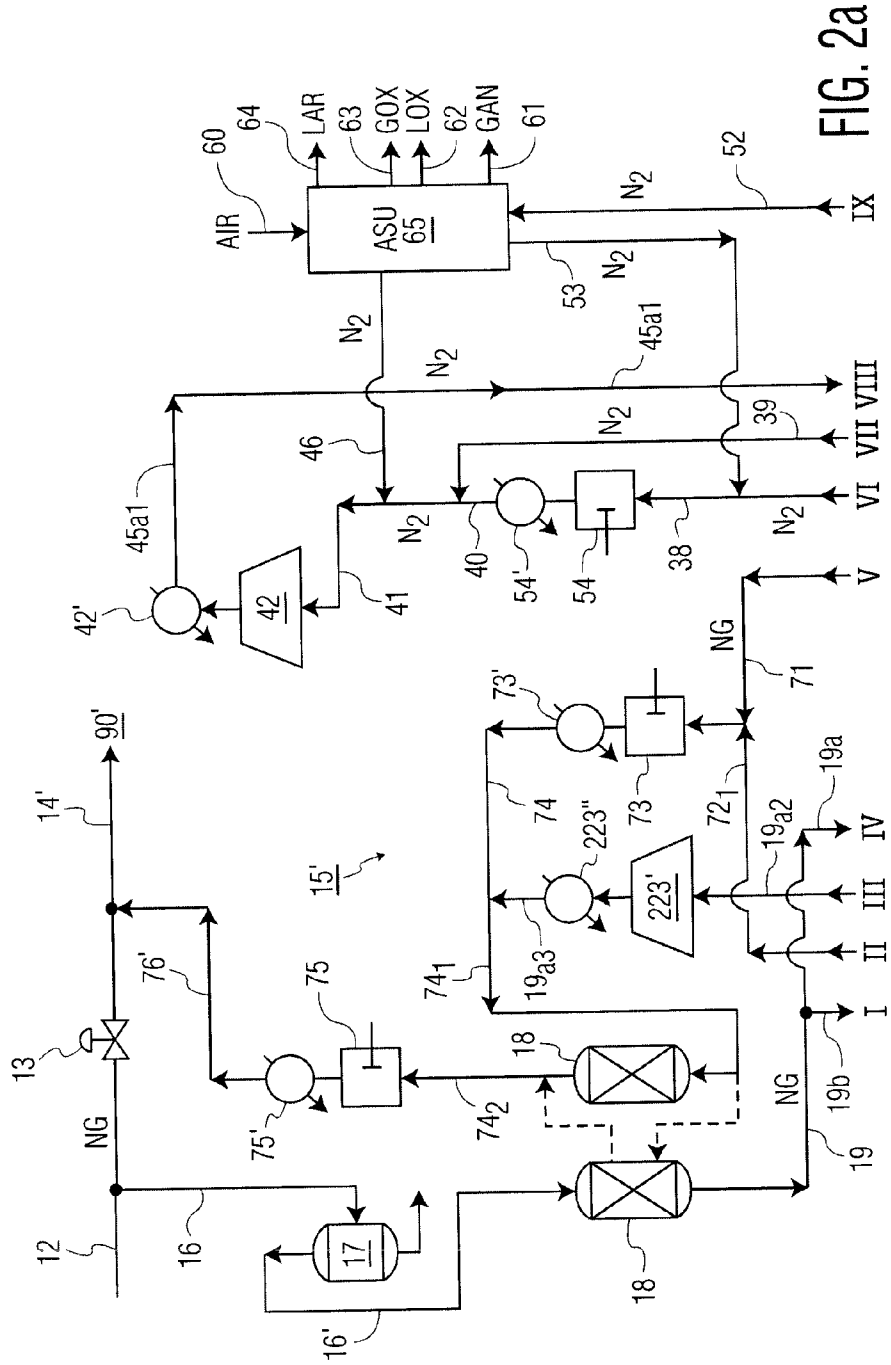 FIG. 2a
12
NG
13
14'
90'
16
76'
15'
17
16'
75'
75
74₂
18
18
NG
19
19b
74₁
74
73'
73
223"
223'
19a3
19a2
72₁
71
NG
19a
42'
42
45a1
41
46
N₂
N₂
N₂
40
54'
54
38
N₂
39
N₂
45a1
AIR
60
ASU
65
64
LAR
63
GOX
LOX
62
GAN
61
53
N₂
N₂
52
I
II
III
IV
V
VI
VII
VIII
IX